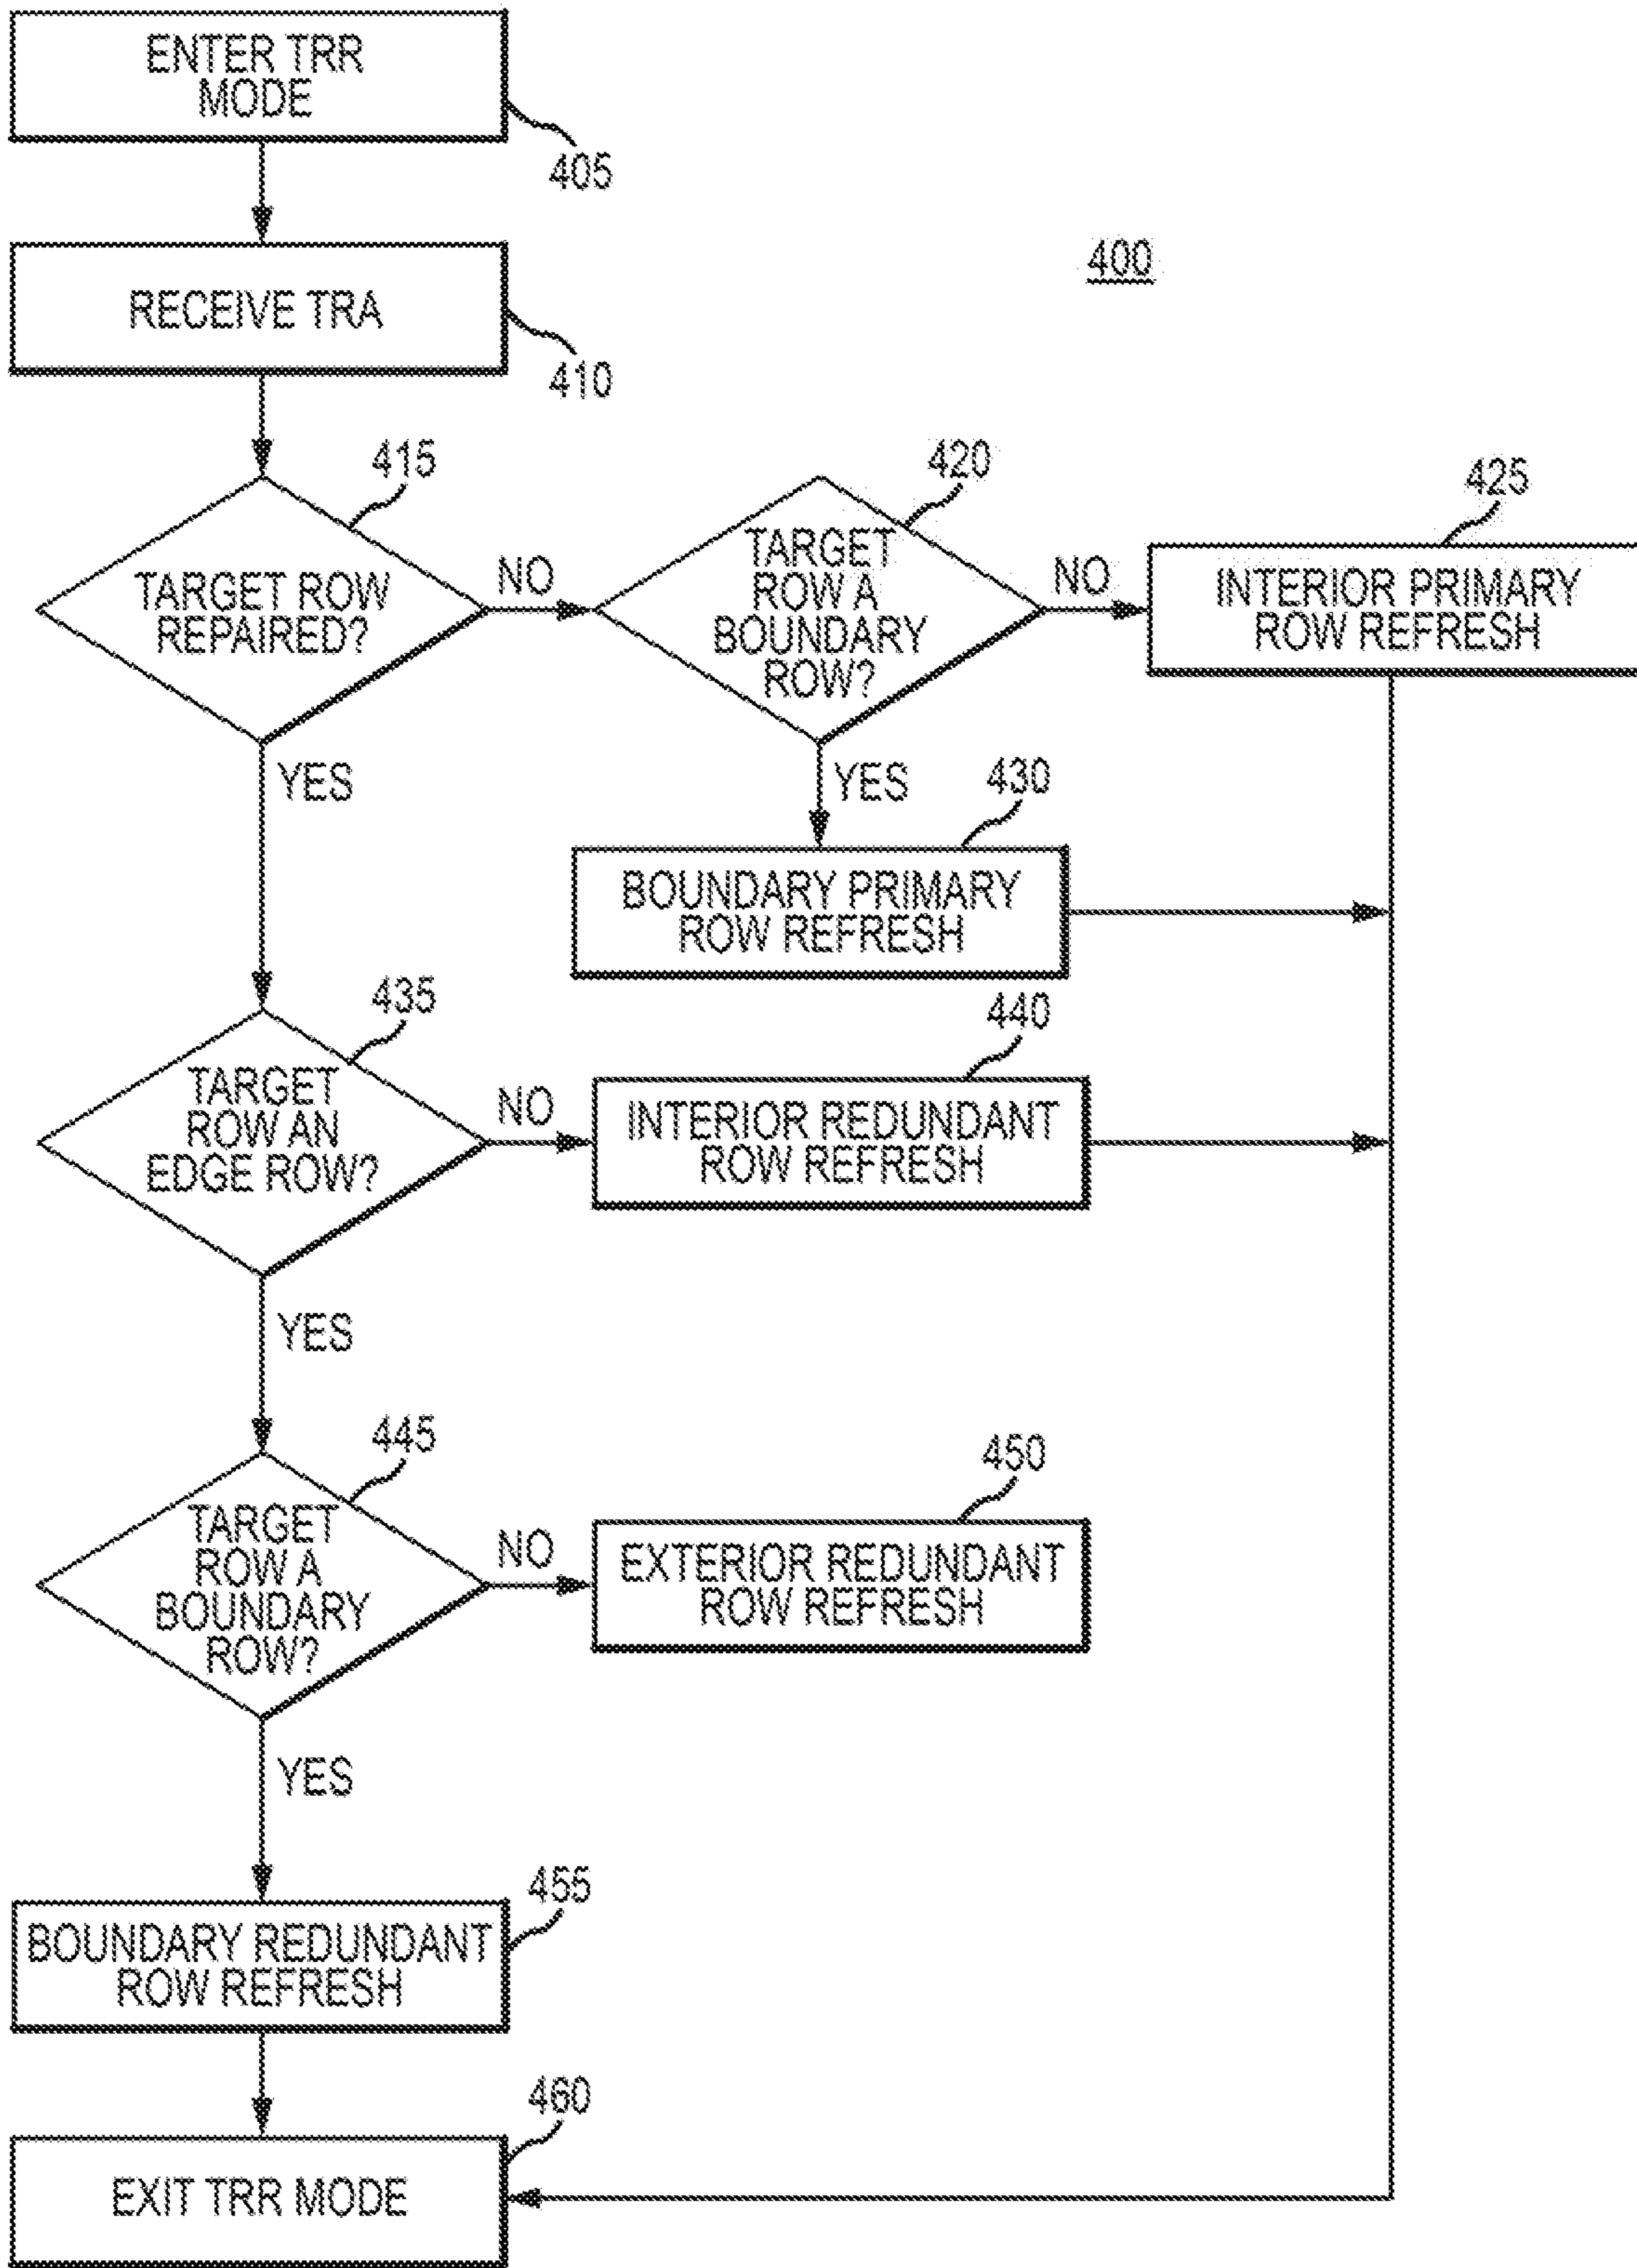 ENTER TRR
MODE
405
400
RECEIVE TRA
410
415
420
425
TARGET ROW
REPAIRED?
NO
TARGET
ROW A
BOUNDARY
ROW?
NO
INTERIOR PRIMARY
ROW REFRESH
YES
YES
430
BOUNDARY PRIMARY
ROW REFRESH
435
440
TARGET
ROW AN
EDGE ROW?
NO
INTERIOR REDUNDANT
ROW REFRESH
YES
445
450
TARGET
ROW A
BOUNDARY
ROW?
NO
EXTERIOR REDUNDANT
ROW REFRESH
YES
455
BOUNDARY REDUNDANT
ROW REFRESH
460
EXIT TRR MODE